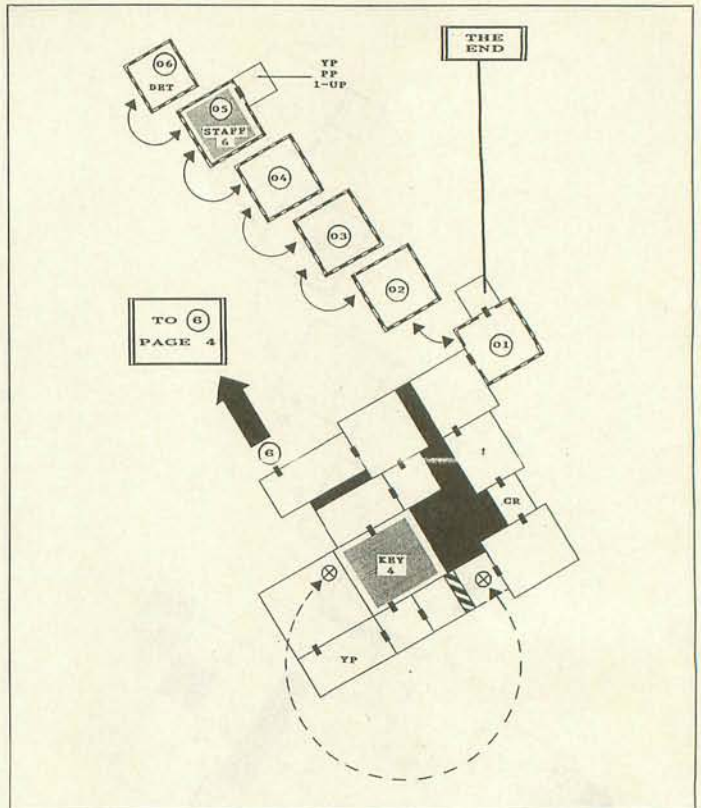 THE
END
06
DET
YP
PP
1-UP
05
STAFF
6
04
03
02
01
TO 6
PAGE 4
6
!
CR
KEY
4
YP